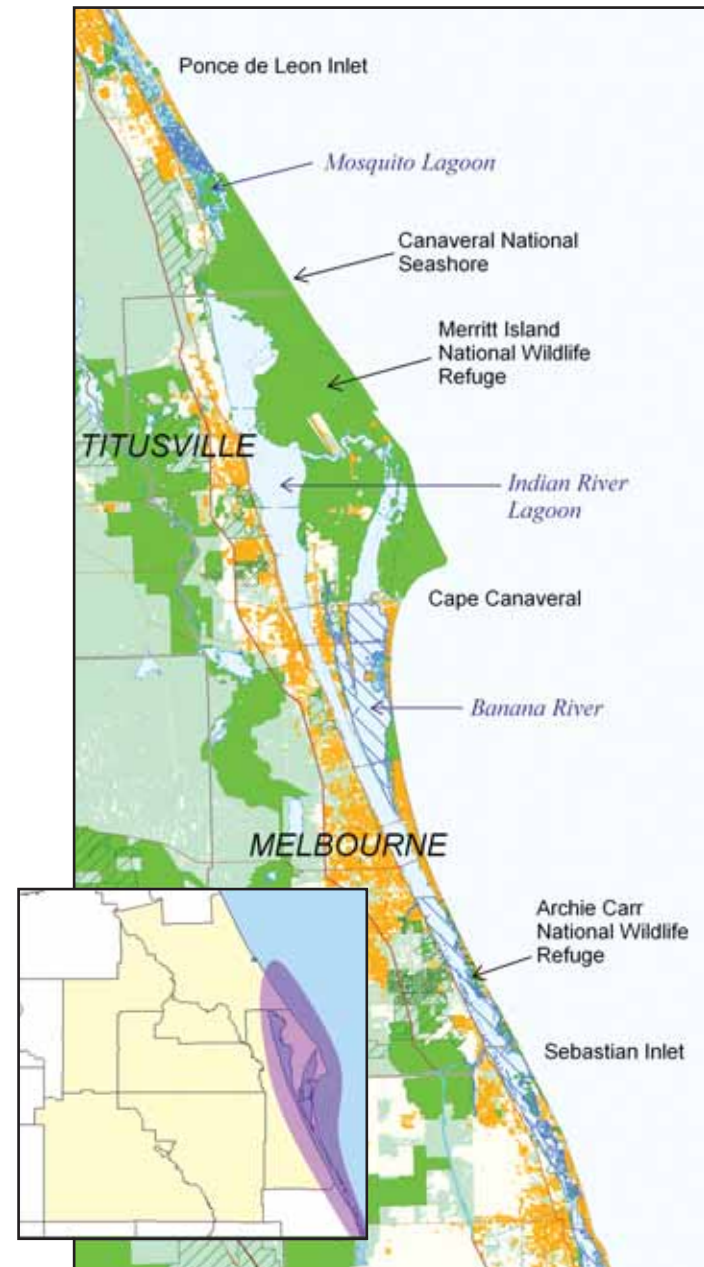 Ponce de Leon Inlet
Mosquito Lagoon
Canaveral National
Seashore
Merritt Island
National Wildlife
Refuge
TITUSVILLE
Indian River
Lagoon
Cape Canaveral
Banana River
MELBOURNE
Archie Carr
National Wildlife
Refuge
Sebastian Inlet